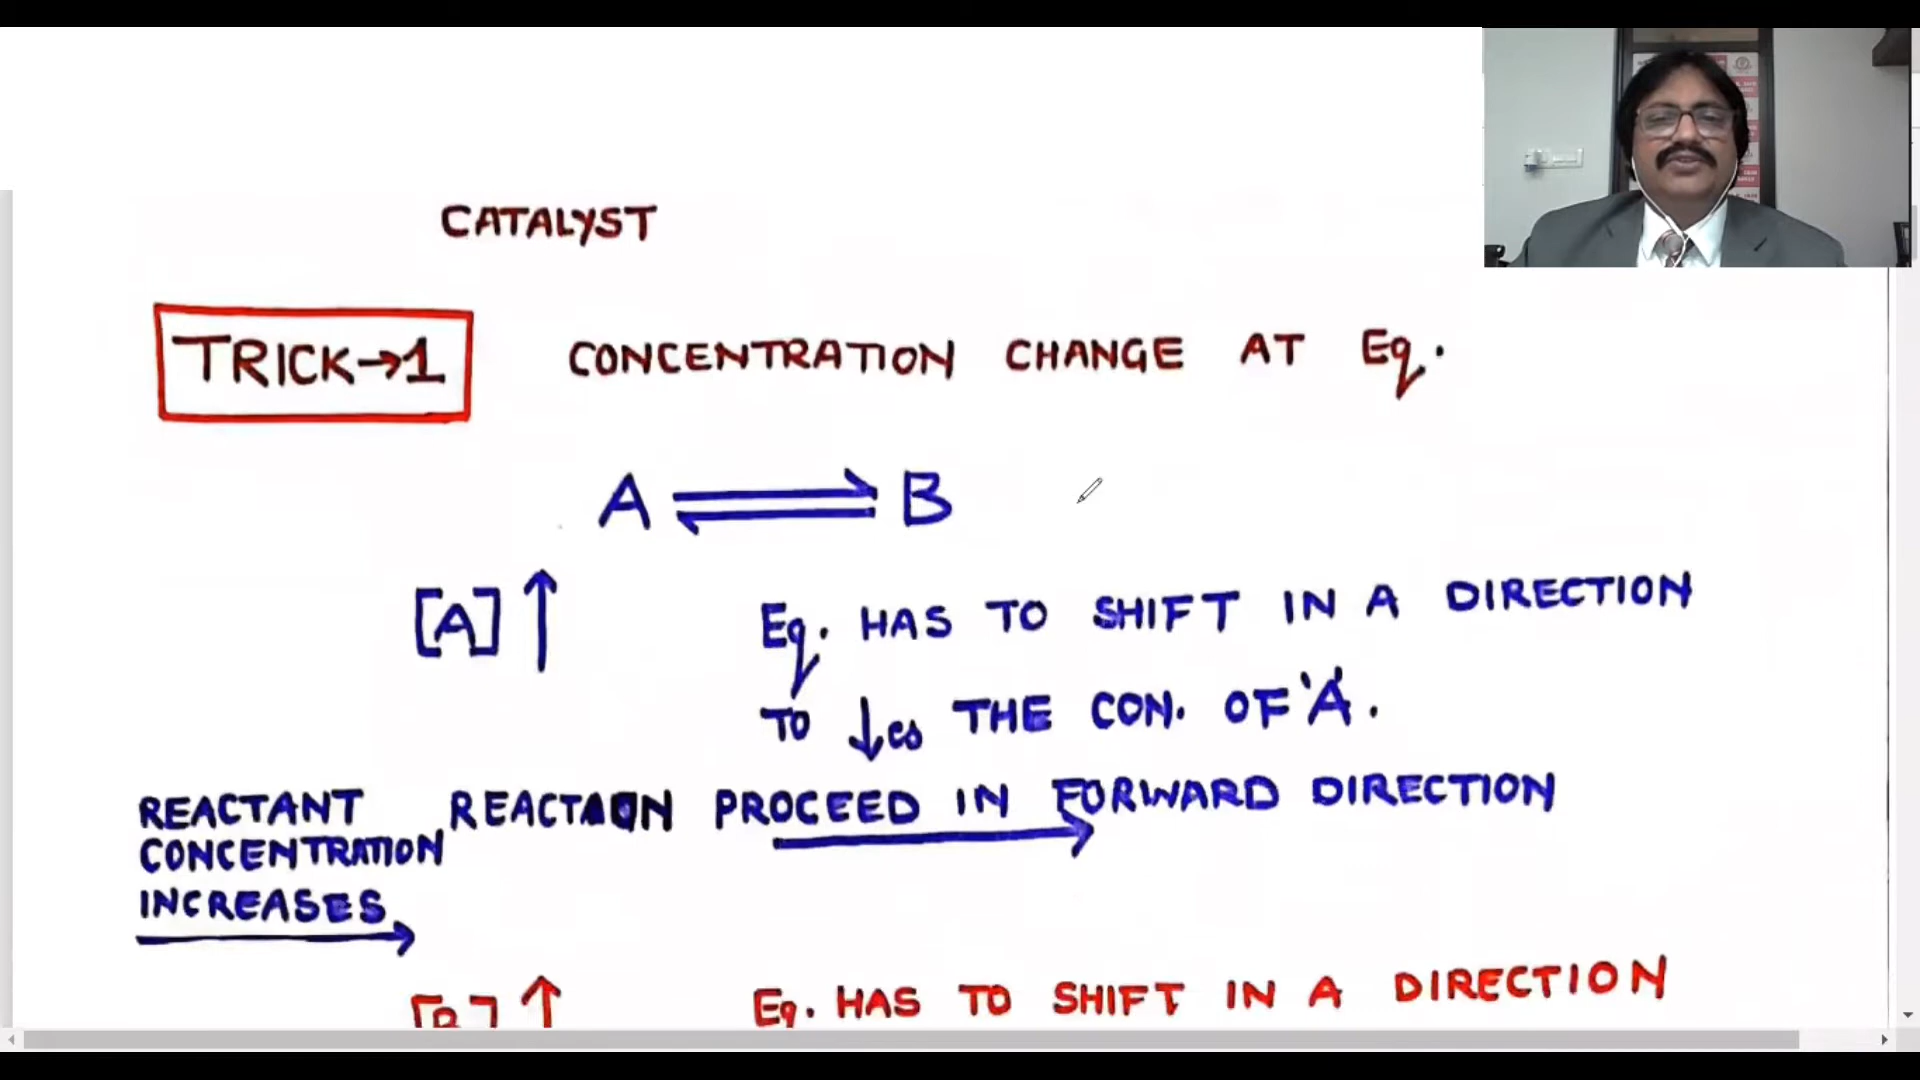 CATALYST
TRICK→1 CONCENTRATION CHANGE AT Eq.
A ⇌ B
[A]↑ Eq. HAS TO SHIFT IN A DIRECTION
TO ↓es THE CON. OF 'A'.
REACTANT REACTAON PROCEED IN FORWARD DIRECTION
CONCENTRATION
INCREASES
[B]↑ Eq. HAS TO SHIFT IN A DIRECTION